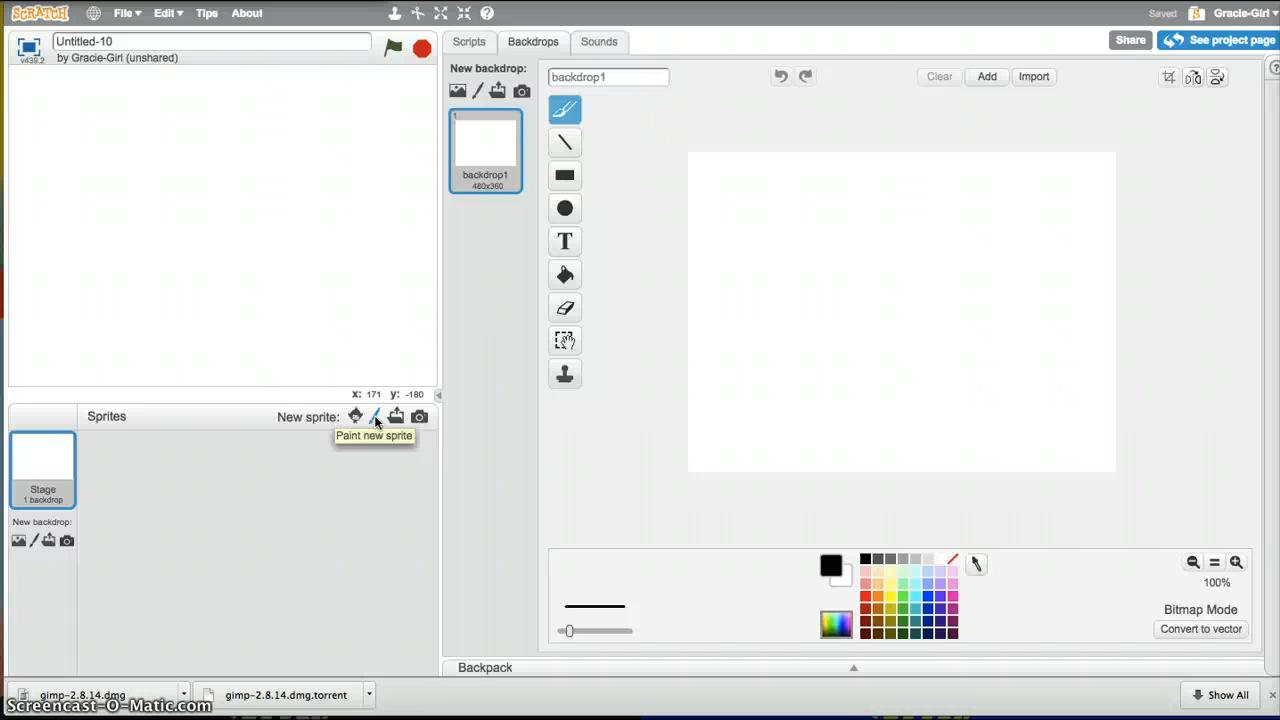 SCRATCH
File Edit Tips About
Saved
Gracie-Girl
v439.2
Untitled-10
by Gracie-Girl (unshared)
Scripts
Backdrops
Sounds
Share
See project page
New backdrop:
1
backdrop1
480x360
backdrop1
Clear
Add
Import
T
x: 171 y: -180
Sprites
New sprite:
Paint new sprite
Stage
1 backdrop
New backdrop:
100%
Bitmap Mode
Convert to vector
Backpack
gimp-2.8.14.dmg
gimp-2.8.14.dmg.torrent
Show All
Screencast-O-Matic.com